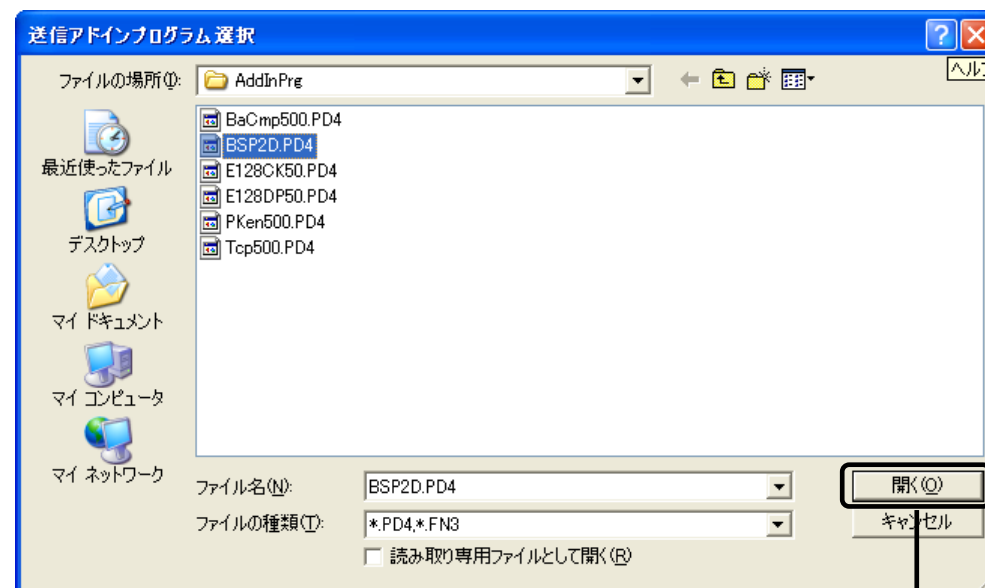 送信アドインプログラム選択
ファイルの場所(I):
AddInPrg
ヘル
BaCmp500.PD4
BSP2D.PD4
E128CK50.PD4
E128DP50.PD4
PKen500.PD4
Tcp500.PD4
最近使ったファイル
デスクトップ
マイ ドキュメント
マイ コンピュータ
マイ ネットワーク
ファイル名(N):
BSP2D.PD4
開く(O)
ファイルの種類(T):
*.PD4,*.FN3
キャンセル
読み取り専用ファイルとして開く(R)